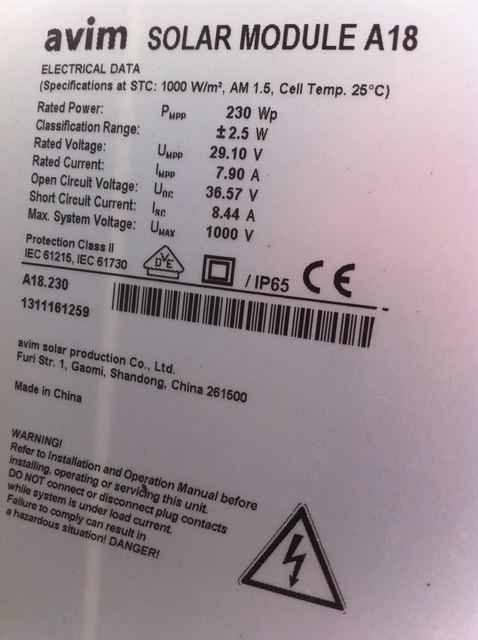 avim SOLAR MODULE A18
ELECTRICAL DATA
(Specifications at STC: 1000 W/m², AM 1.5, Cell Temp. 25°C)
Rated Power: PMPP 230 Wp
Classification Range: ±2.5 W
Rated Voltage: UMPP 29.10 V
Rated Current: IMPP 7.90 A
Open Circuit Voltage: UOC 36.57 V
Short Circuit Current: ISC 8.44 A
Max. System Voltage: UMAX 1000 V
Protection Class II
IEC 61215, IEC 61730 DVE / IP65 CE
A18.230
1311161259
avim solar production Co., Ltd.
Furi Str. 1, Gaomi, Shandong, China 261500
Made in China
WARNING!
Refer to Installation and Operation Manual before
installing, operating or servicing this unit.
DO NOT connect or disconnect plug contacts
while system is under load current.
Failure to comply can result in
a hazardous situation! DANGER!